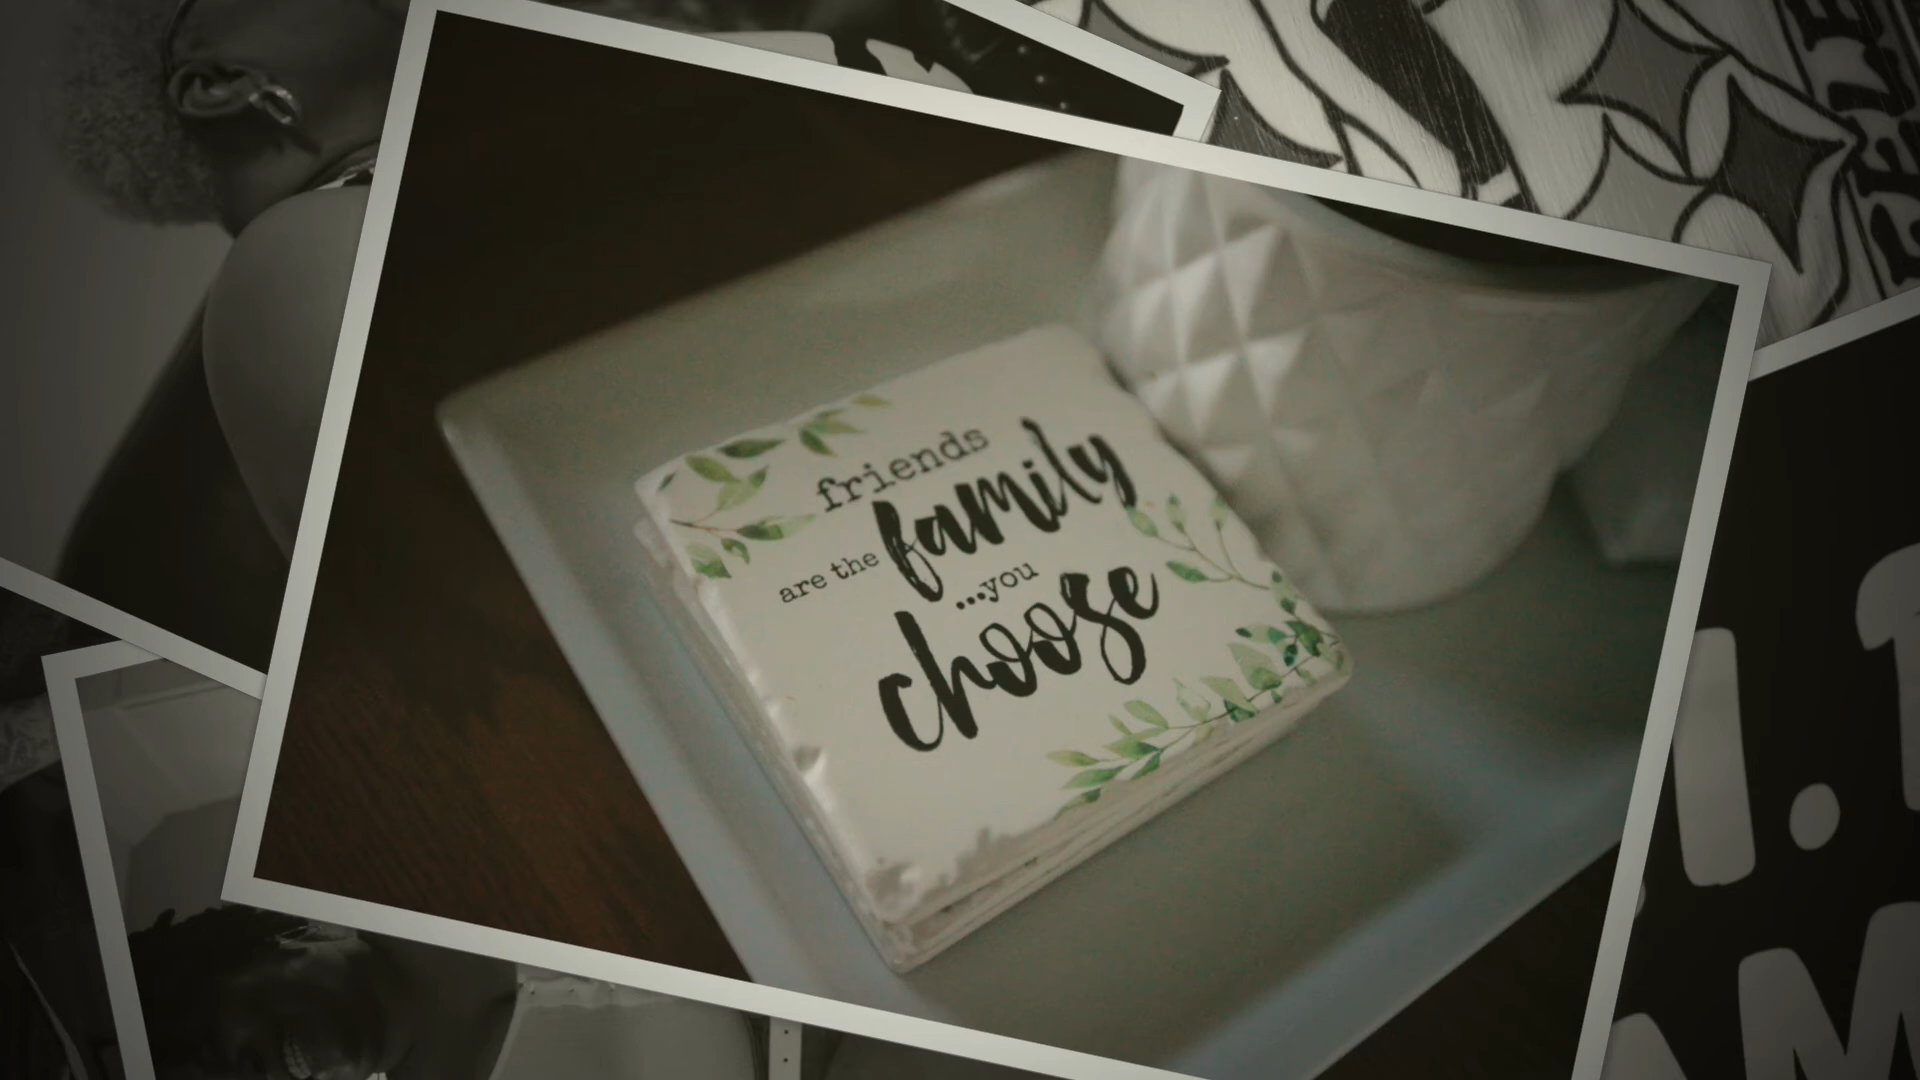 friends
are the family
...you
choose